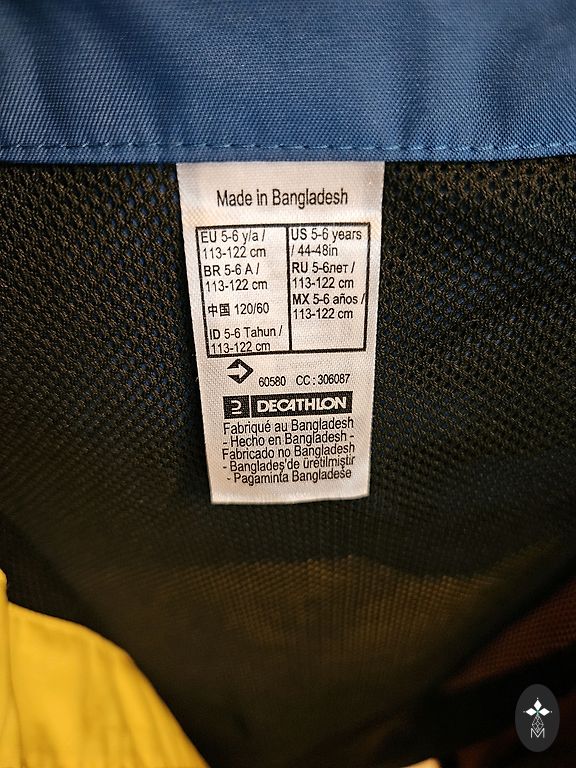 Made in Bangladesh
EU 5-6 y/a /
113-122 cm
BR 5-6 A /
113-122 cm
中国 120/60
ID 5-6 Tahun /
113-122 cm
US 5-6 years
/ 44-48in
RU 5-6лет /
113-122 cm
MX 5-6 años /
113-122 cm
60580 CC : 306087
DECATHLON
Fabriqué au Bangladesh
- Hecho en Bangladesh -
Fabricado no Bangladesh
- Bangladeş'de üretilmiştir
- Pagaminta Bangladeše
M